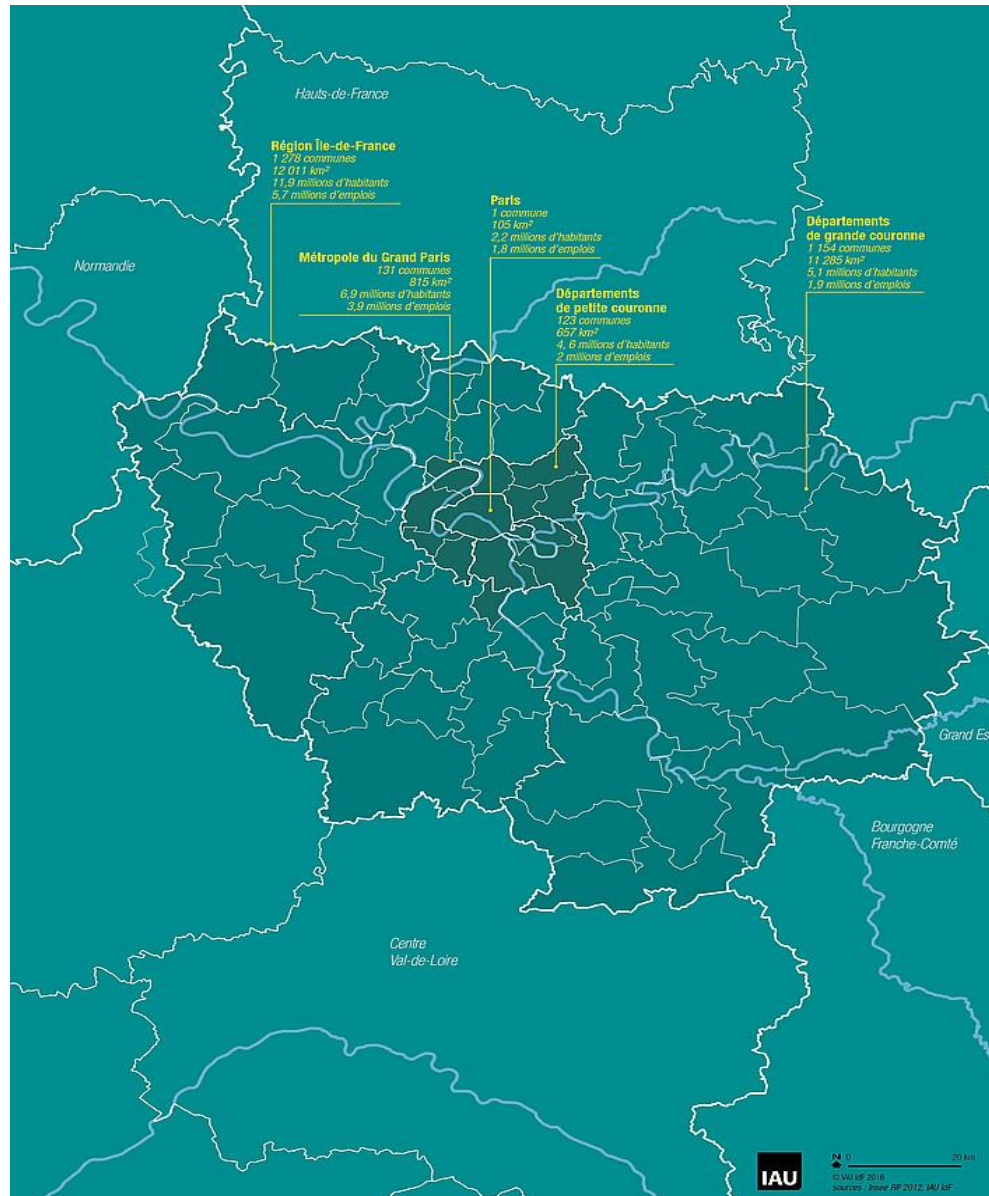 Hauts-de-France
Région Île-de-France
1 278 communes
12 011 km²
11,9 millions d'habitants
5,7 millions d'emplois
Paris
1 commune
105 km²
2,2 millions d'habitants
1,8 millions d'emplois
Départements
de grande couronne
1 154 communes
11 285 km²
5,1 millions d'habitants
1,9 millions d'emplois
Normandie
Métropole du Grand Paris
131 communes
815 km²
6,9 millions d'habitants
3,9 millions d'emplois
Départements
de petite couronne
123 communes
657 km²
4, 6 millions d'habitants
2 millions d'emplois
Grand Es
Bourgogne
Franche-Comté
Centre
Val-de-Loire
IAU
N 0 20 km
© IAU îdF 2016
sources : Insee RP 2012, IAU îdF